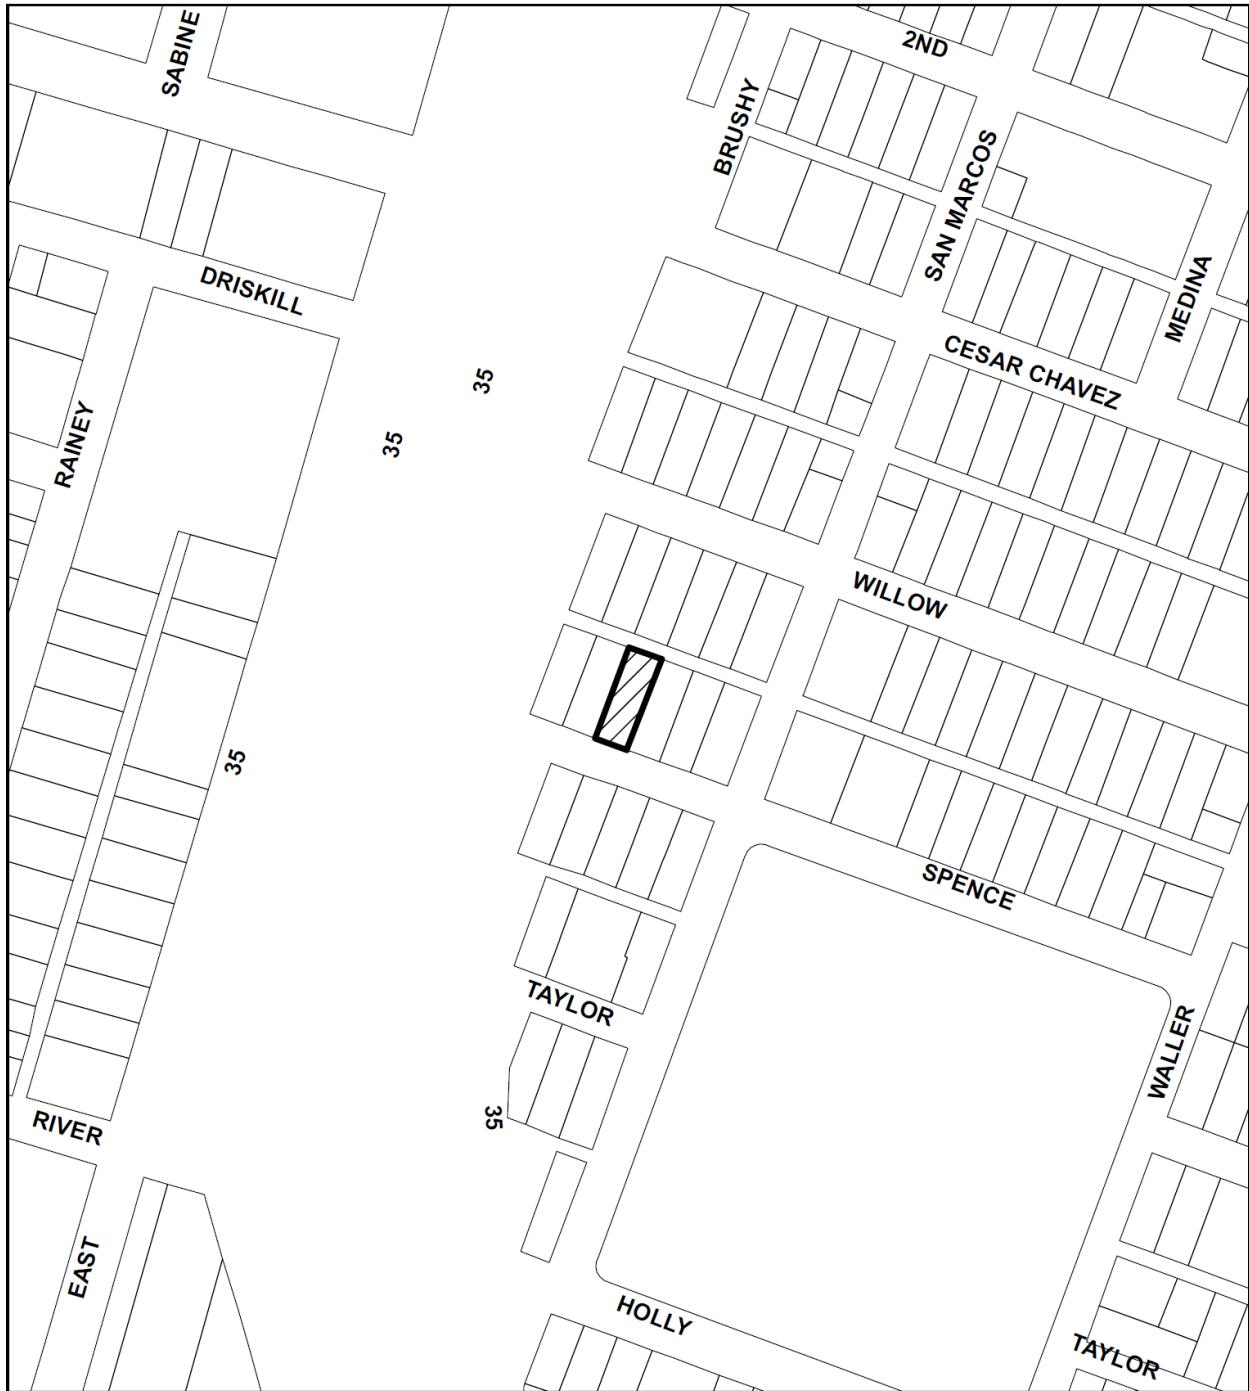 SABINE
2ND
BRUSHY
SAN MARCOS
DRISKILL
MEDINA
CESAR CHAVEZ
35
35
RAINEY
WILLOW
35
SPENCE
TAYLOR
WALLER
35
RIVER
EAST
HOLLY
TAYLOR